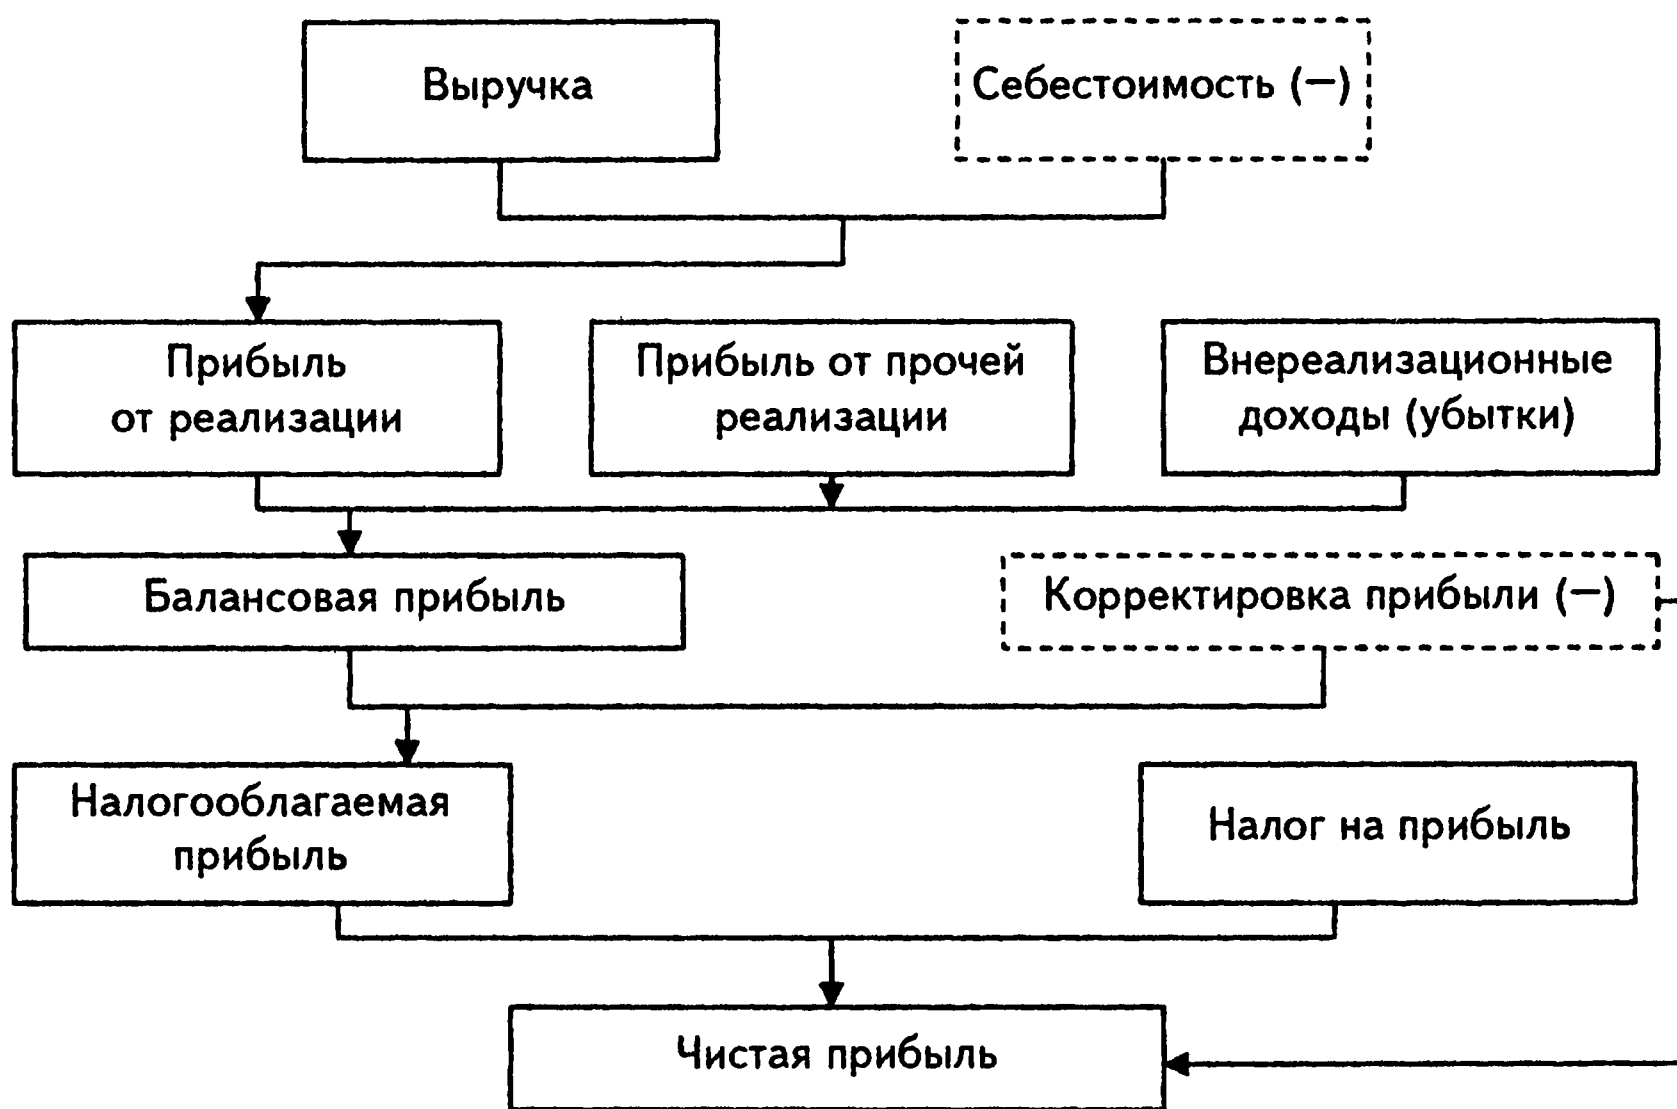 Выручка
Себестоимость (—)
Прибыль
от реализации
Прибыль от прочей
реализации
Внереализационные
доходы (убытки)
Балансовая прибыль
Корректировка прибыли (—)
Налогооблагаемая
прибыль
Налог на прибыль
Чистая прибыль